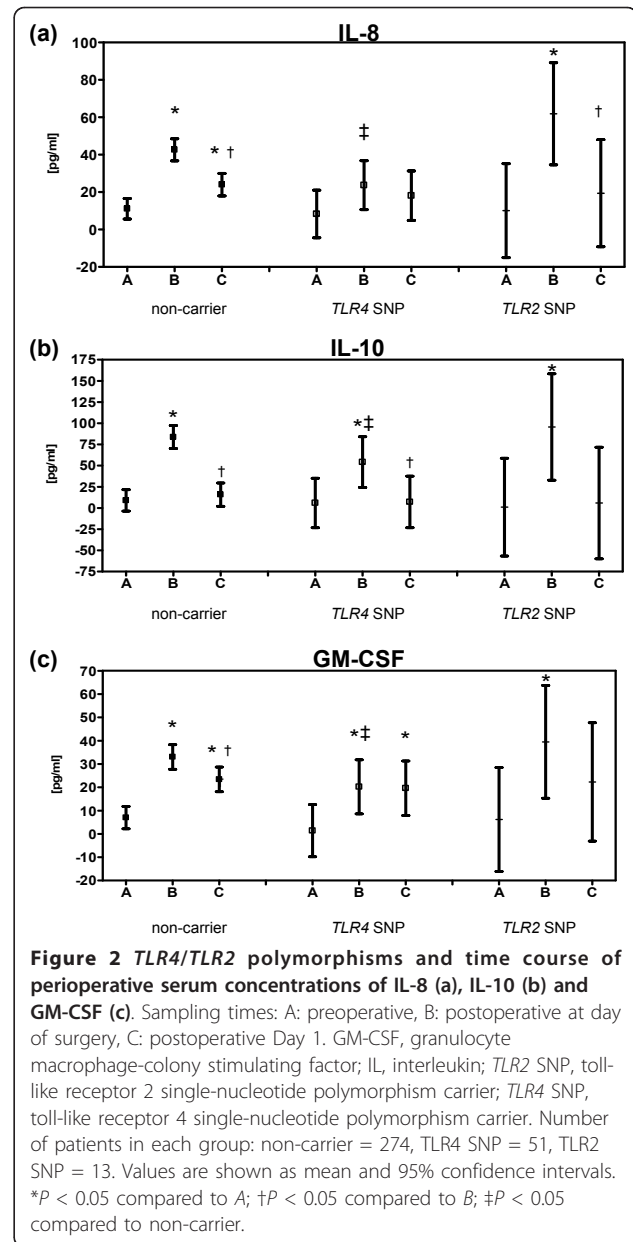 (a) IL-8
100
80
*
*
60
‡
†
[pg/ml]
* †
40
20
0
-20
A B C A B C A B C
non-carrier TLR4 SNP TLR2 SNP
(b) IL-10
175
150
*
125
*
*‡
[pg/ml]
100
75
†
†
50
25
0
-25
-50
-75
A B C A B C A B C
non-carrier TLR4 SNP TLR2 SNP
(c) GM-CSF
70
*
60
50
*
*‡
*
[pg/ml]
* †
40
30
20
10
0
-10
-20
A B C A B C A B C
non-carrier TLR4 SNP TLR2 SNP
Figure 2 TLR4/TLR2 polymorphisms and time course of
perioperative serum concentrations of IL-8 (a), IL-10 (b) and
GM-CSF (c). Sampling times: A: preoperative, B: postoperative at day
of surgery, C: postoperative Day 1. GM-CSF, granulocyte
macrophage-colony stimulating factor; IL, interleukin; TLR2 SNP, toll-
like receptor 2 single-nucleotide polymorphism carrier; TLR4 SNP,
toll-like receptor 4 single-nucleotide polymorphism carrier. Number
of patients in each group: non-carrier = 274, TLR4 SNP = 51, TLR2
SNP = 13. Values are shown as mean and 95% confidence intervals.
*P < 0.05 compared to A; †P < 0.05 compared to B; ‡P < 0.05
compared to non-carrier.